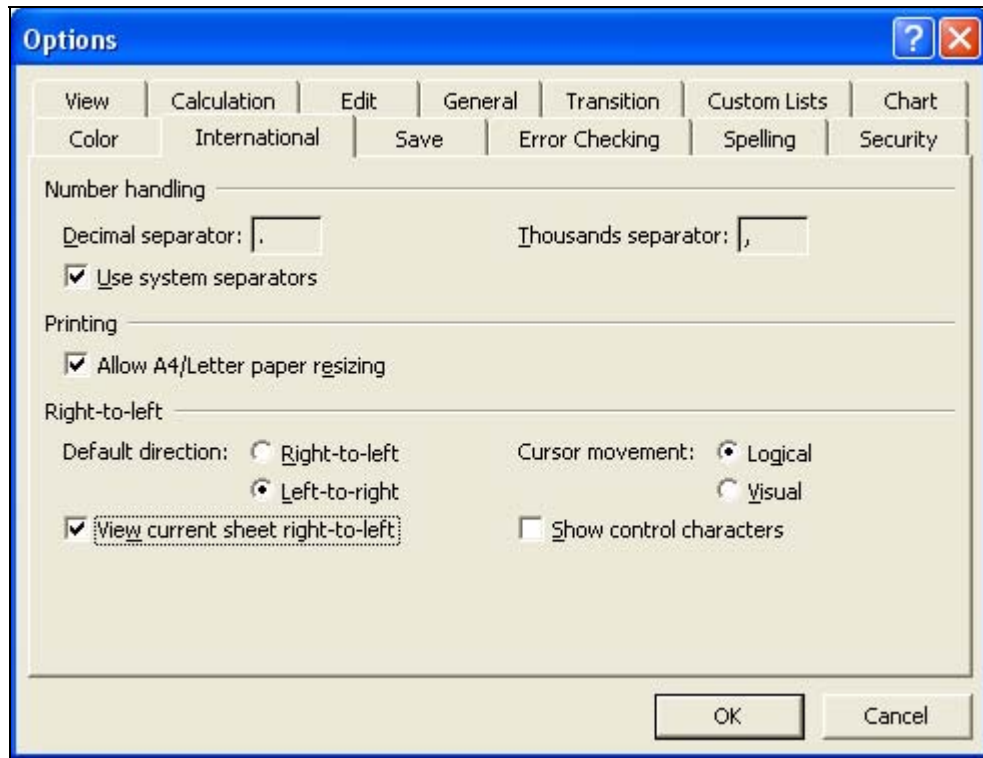 Options
View Calculation Edit General Transition Custom Lists Chart
Color International Save Error Checking Spelling Security
Number handling
Decimal separator: . Thousands separator: ,
Use system separators
Printing
Allow A4/Letter paper resizing
Right-to-left
Default direction: Right-to-left Cursor movement: Logical
Left-to-right Visual
View current sheet right-to-left Show control characters
OK Cancel